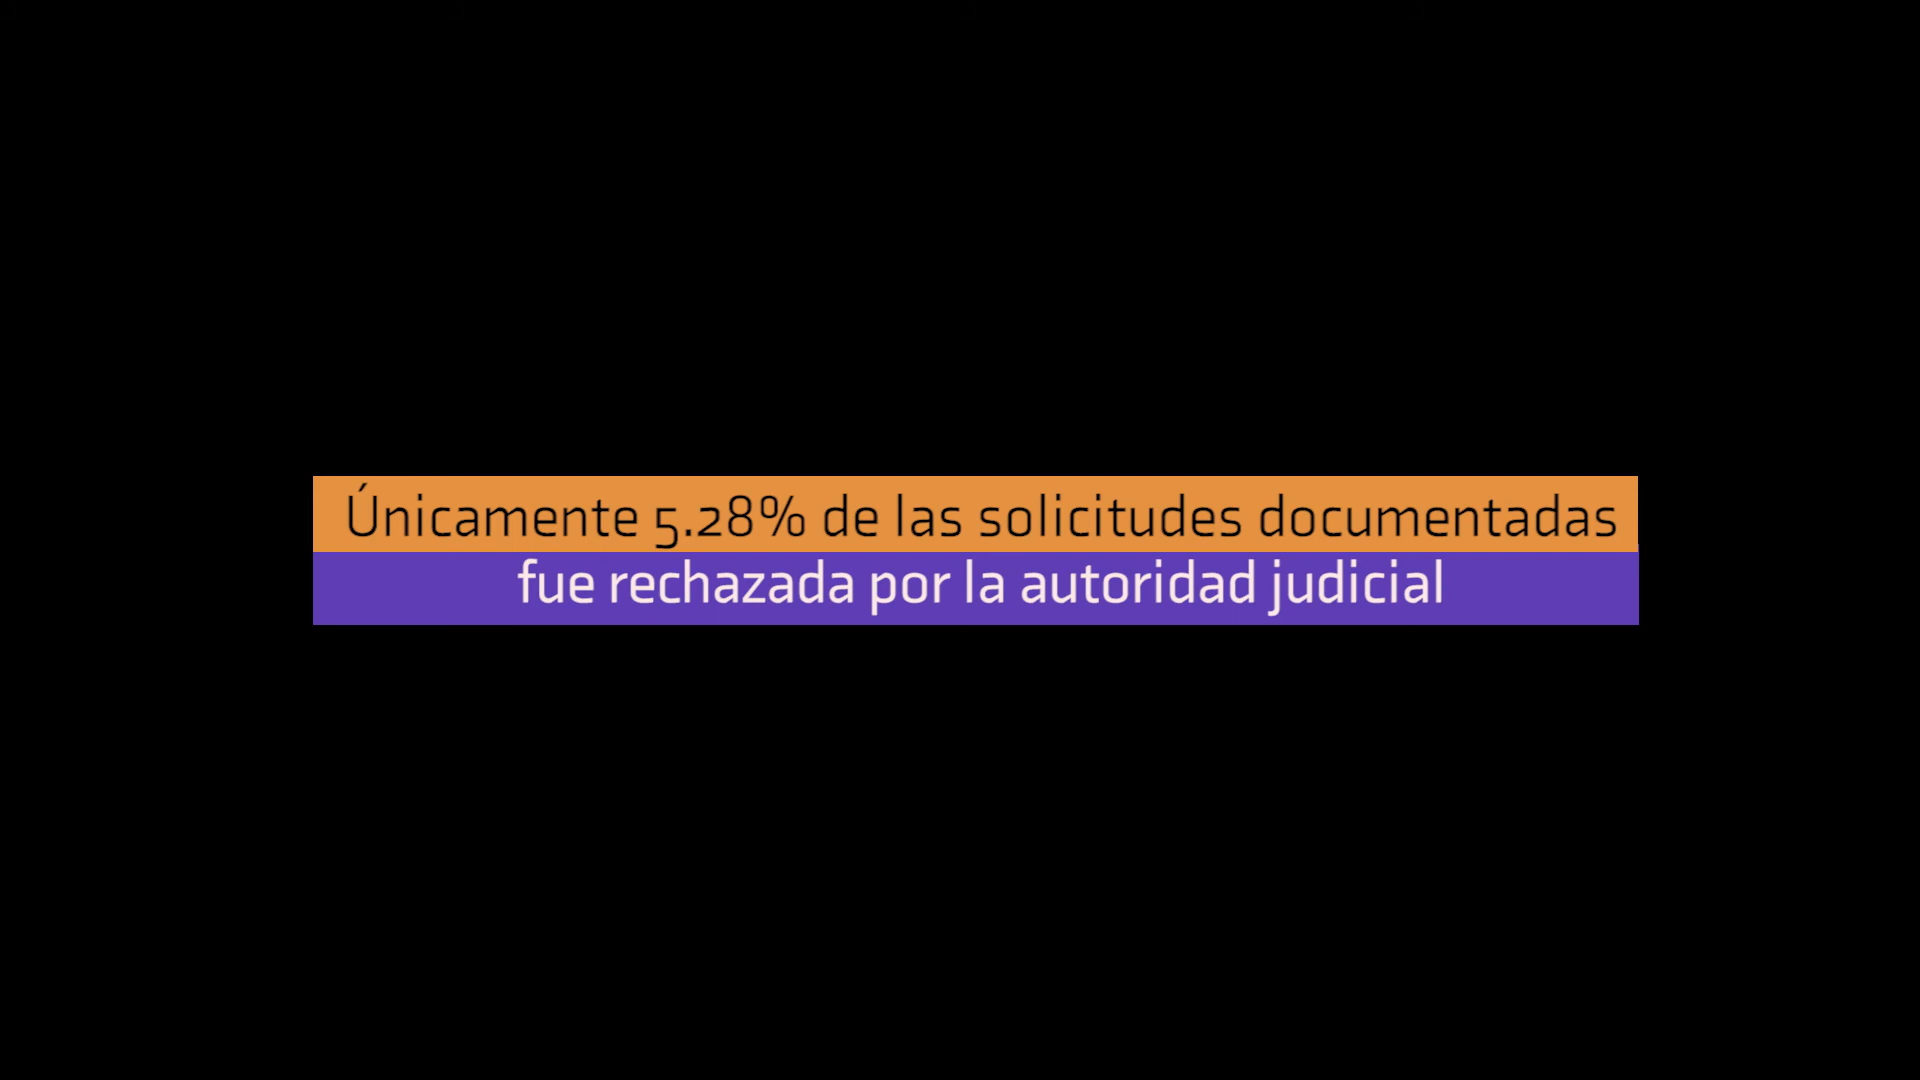 Únicamente 5.28% de las solicitudes documentadas
fue rechazada por la autoridad judicial